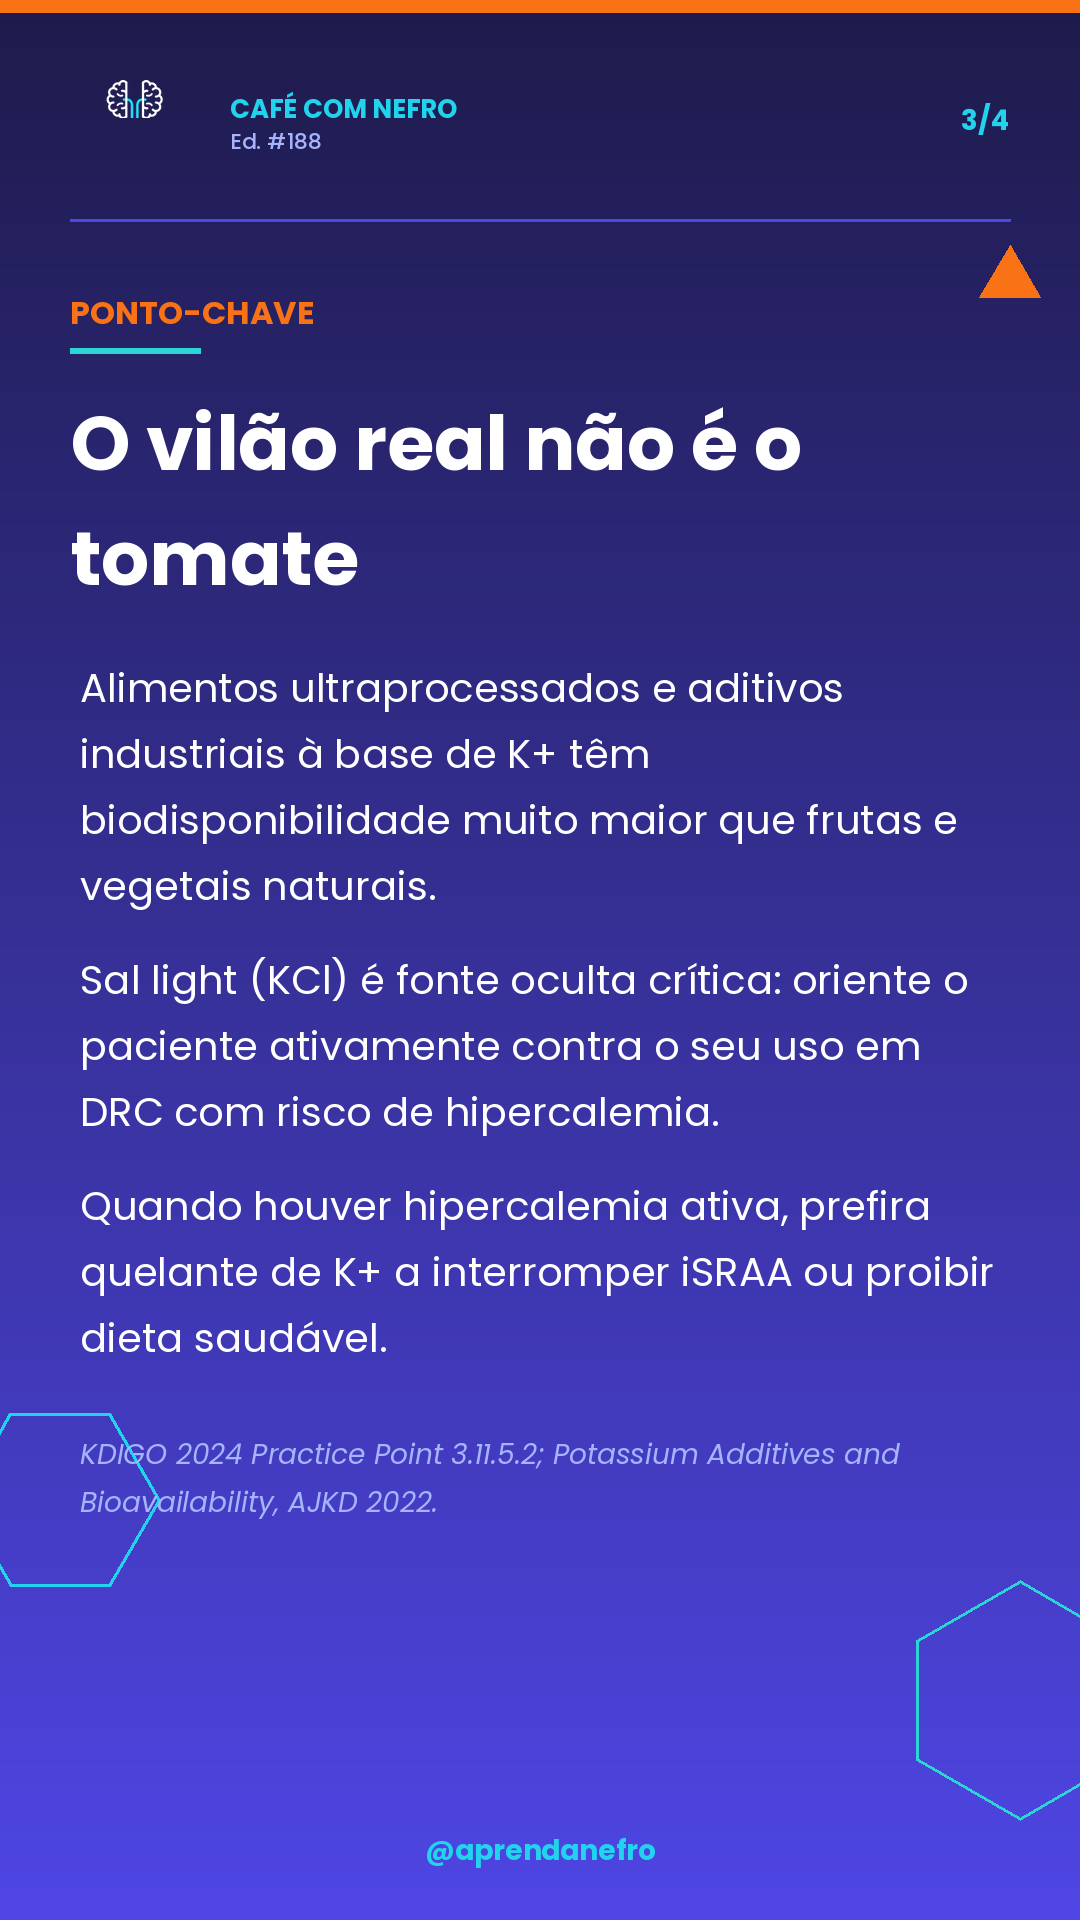 CAFÉ COM NEFRO
Ed. #188
3/4
PONTO-CHAVE
O vilão real não é o
tomate
Alimentos ultraprocessados e aditivos
industriais à base de K+ têm
biodisponibilidade muito maior que frutas e
vegetais naturais.
Sal light (KCl) é fonte oculta crítica: oriente o
paciente ativamente contra o seu uso em
DRC com risco de hipercalemia.
Quando houver hipercalemia ativa, prefira
quelante de K+ a interromper iSRAA ou proibir
dieta saudável.
KDIGO 2024 Practice Point 3.11.5.2; Potassium Additives and
Bioavailability, AJKD 2022.
@aprendanefro